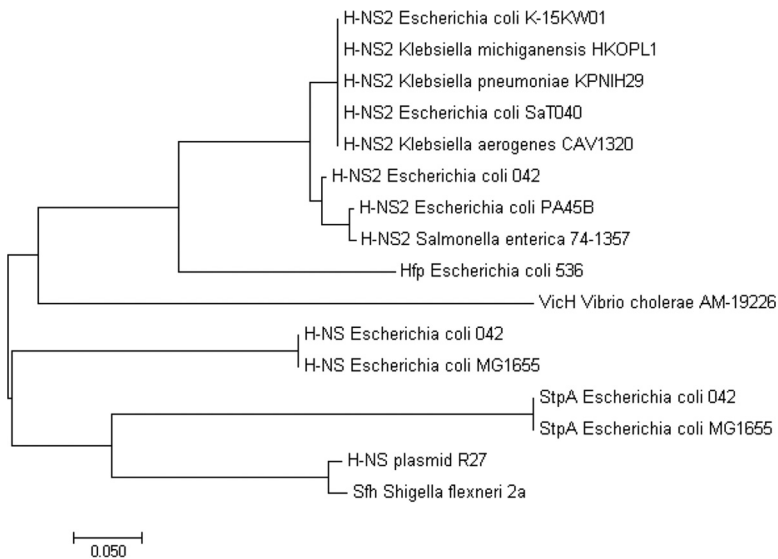 H-NS2 Escherichia coli K-15KW01
H-NS2 Klebsiella michiganensis HKOPL1
H-NS2 Klebsiella pneumoniae KPNIH29
H-NS2 Escherichia coli SaT040
H-NS2 Klebsiella aerogenes CAV1320
H-NS2 Escherichia coli 042
H-NS2 Escherichia coli PA45B
H-NS2 Salmonella enterica 74-1357
Hfp Escherichia coli 536
VicH Vibrio cholerae AM-19226
H-NS Escherichia coli 042
H-NS Escherichia coli MG1655
StpA Escherichia coli 042
StpA Escherichia coli MG1655
H-NS plasmid R27
Sfh Shigella flexneri 2a
0.050